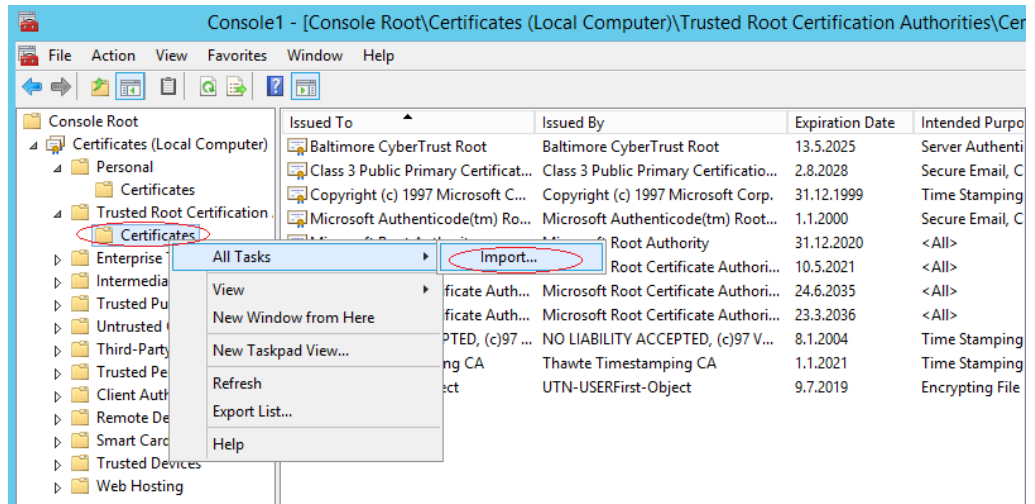 Console1 - [Console Root\Certificates (Local Computer)\Trusted Root Certification Authorities\Cer
File Action View Favorites Window Help
Console Root
Certificates (Local Computer)
Personal
Certificates
Trusted Root Certification
Certificates
Enterprise
Intermedia
Trusted Pu
Untrusted
Third-Party
Trusted Pe
Client Auth
Remote De
Smart Card
Trusted Devices
Web Hosting
All Tasks
View
New Window from Here
New Taskpad View...
Refresh
Export List...
Help
Import...
Issued To Issued By Expiration Date Intended Purpo
Baltimore CyberTrust Root Baltimore CyberTrust Root 13.5.2025 Server Authenti
Class 3 Public Primary Certificat... Class 3 Public Primary Certificatio... 2.8.2028 Secure Email, C
Copyright (c) 1997 Microsoft C... Copyright (c) 1997 Microsoft Corp. 31.12.1999 Time Stamping
Microsoft Authenticode(tm) Ro... Microsoft Authenticode(tm) Root... 1.1.2000 Secure Email, C
Root Authority 31.12.2020 <All>
Root Certificate Authori... 10.5.2021 <All>
ificate Auth... Microsoft Root Certificate Authori... 24.6.2035 <All>
ificate Auth... Microsoft Root Certificate Authori... 23.3.2036 <All>
PTED, (c)97 ... NO LIABILITY ACCEPTED, (c)97 V... 8.1.2004 Time Stamping
ng CA Thawte Timestamping CA 1.1.2021 Time Stamping
ect UTN-USERFirst-Object 9.7.2019 Encrypting File